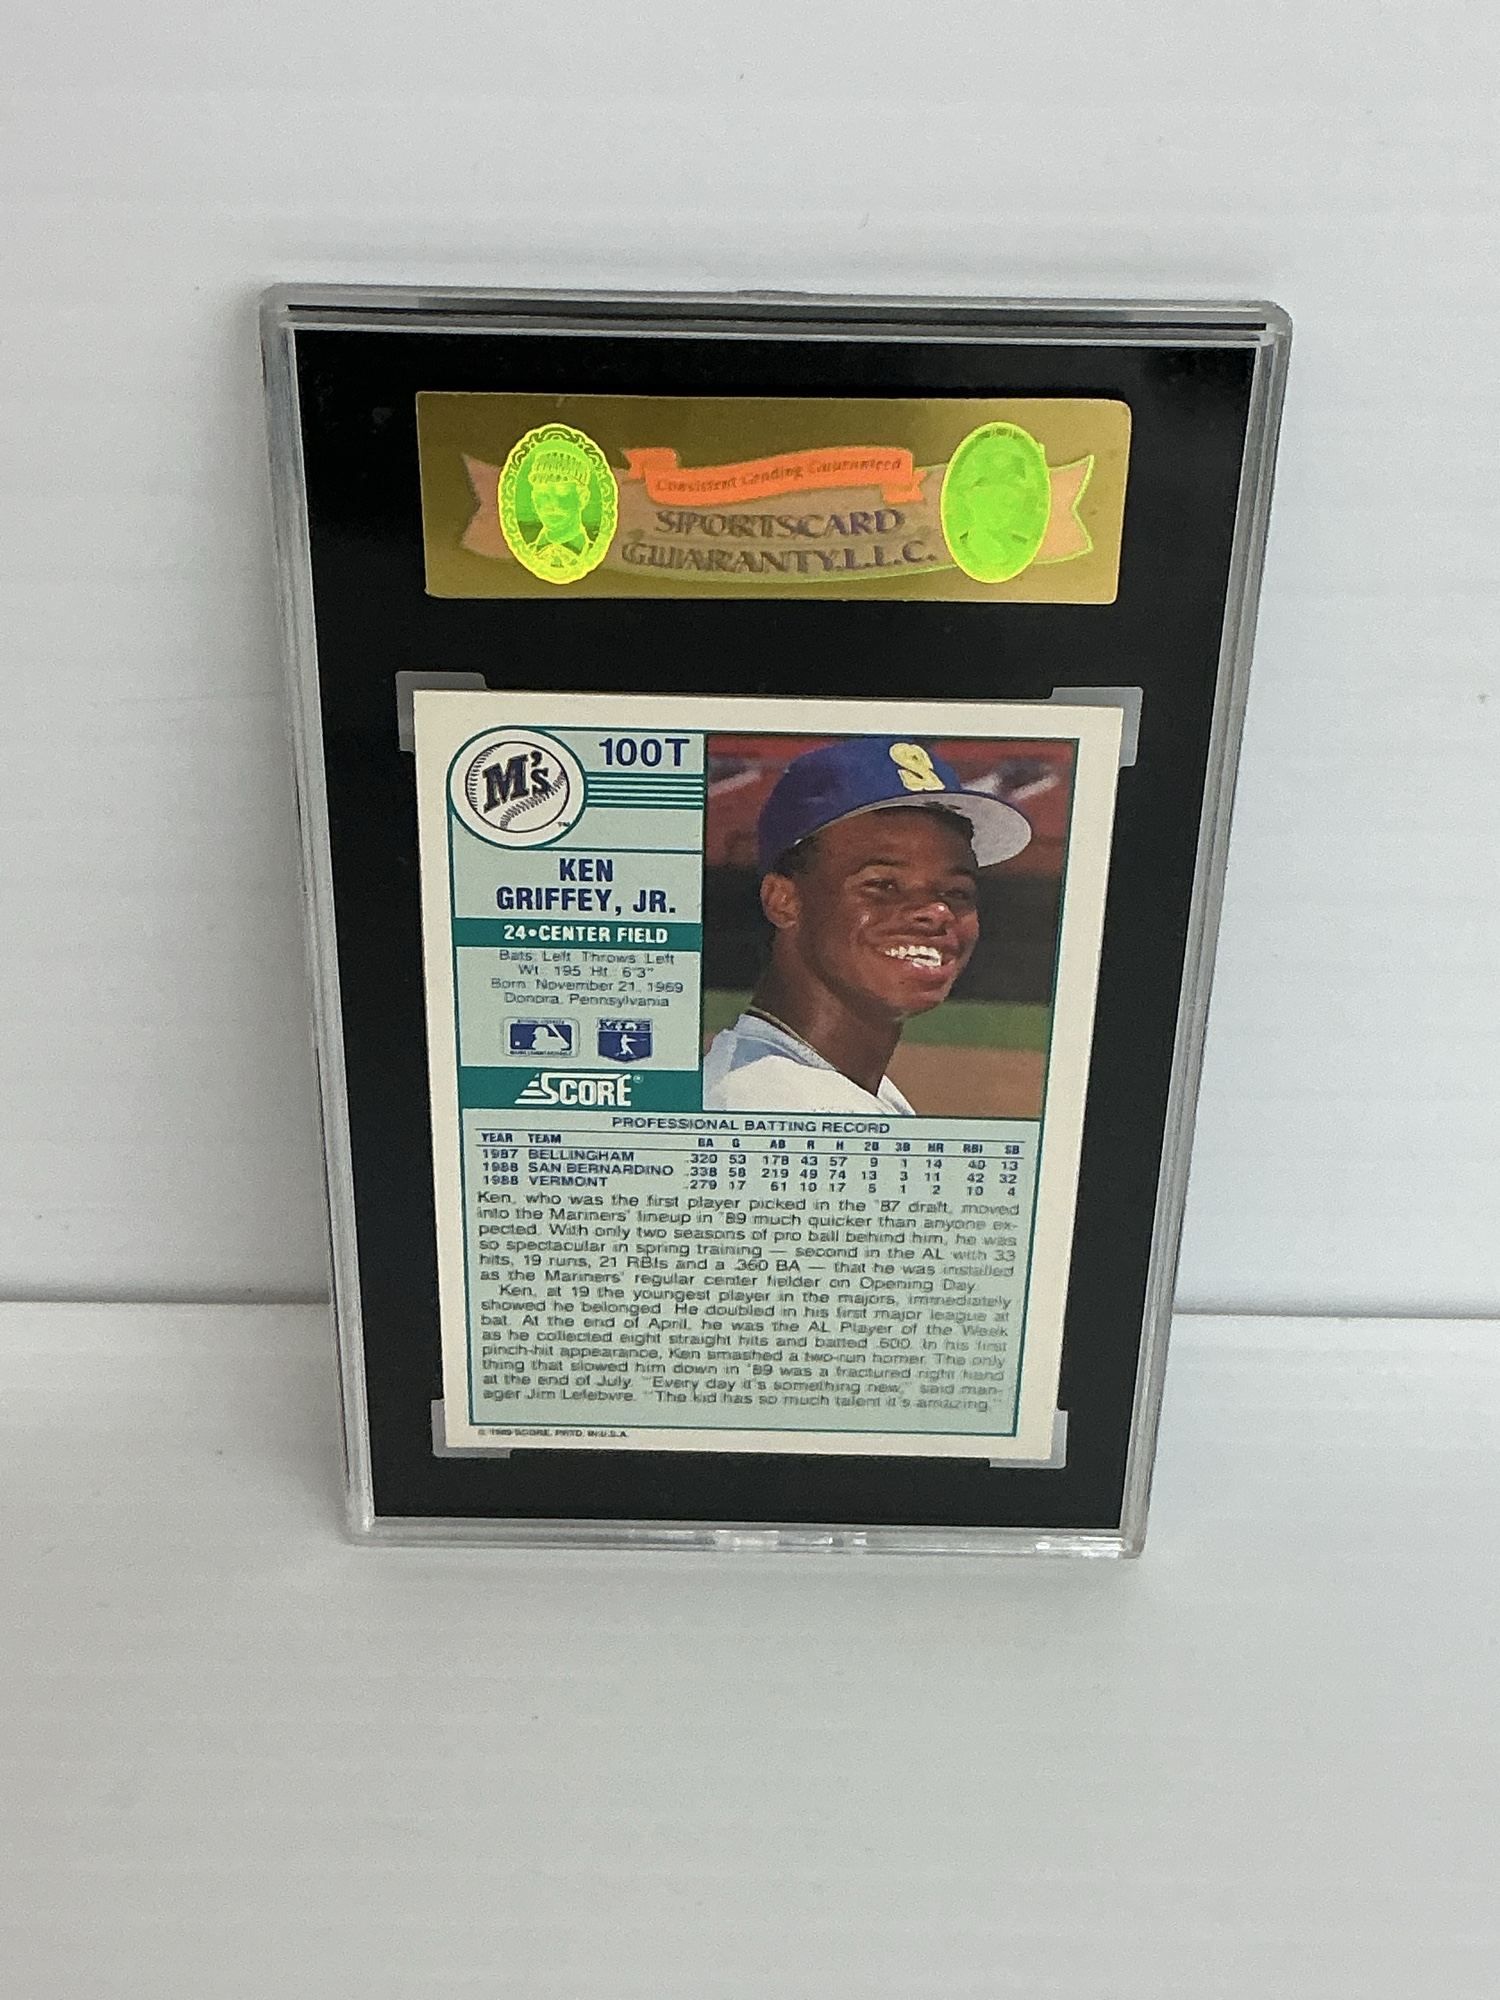 Consistent Grading Guaranteed
SPORTSCARD
GUARANTY, L.L.C.
M's
TM
100T
S
KEN
GRIFFEY, JR.
24•CENTER FIELD
Bats: Left Throws: Left
Wt: 195 Ht: 6'3"
Born: November 21, 1969
Donora, Pennsylvania
MLB
SCORE®
PROFESSIONAL BATTING RECORD
YEAR TEAM BA G AB R H 2B 3B HR RBI SB
1987 BELLINGHAM .320 53 178 43 57 9 1 14 40 13
1988 SAN BERNARDINO .338 58 219 49 74 13 3 11 42 32
1988 VERMONT .279 17 61 10 17 5 1 2 10 4
Ken, who was the first player picked in the '87 draft, moved
into the Mariners' lineup in '89 much quicker than anyone ex-
pected. With only two seasons of pro ball behind him, he was
so spectacular in spring training — second in the AL with 33
hits, 19 runs, 21 RBIs and a .360 BA — that he was installed
as the Mariners' regular center fielder on Opening Day.
Ken, at 19 the youngest player in the majors, immediately
showed he belonged. He doubled in his first major league at
bat. At the end of April, he was the AL Player of the Week
as he collected eight straight hits and batted .600. In his first
pinch-hit appearance, Ken smashed a two-run homer. The only
thing that slowed him down in '89 was a fractured right hand
at the end of July. "Every day it's something new," said man-
ager Jim Lefebvre. "The kid has so much talent it's amazing."
© 1989 SCORE, PRTD. IN U.S.A.